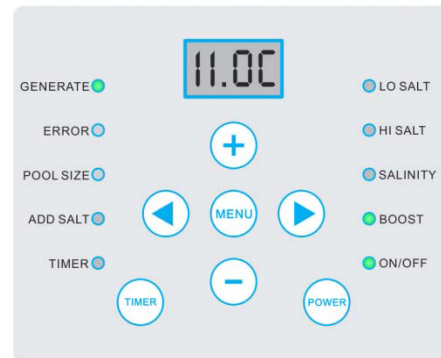 11.0C
GENERATE
ERROR
POOL SIZE
ADD SALT
TIMER
LO SALT
HI SALT
SALINITY
BOOST
ON/OFF
+
MENU
−
TIMER
POWER